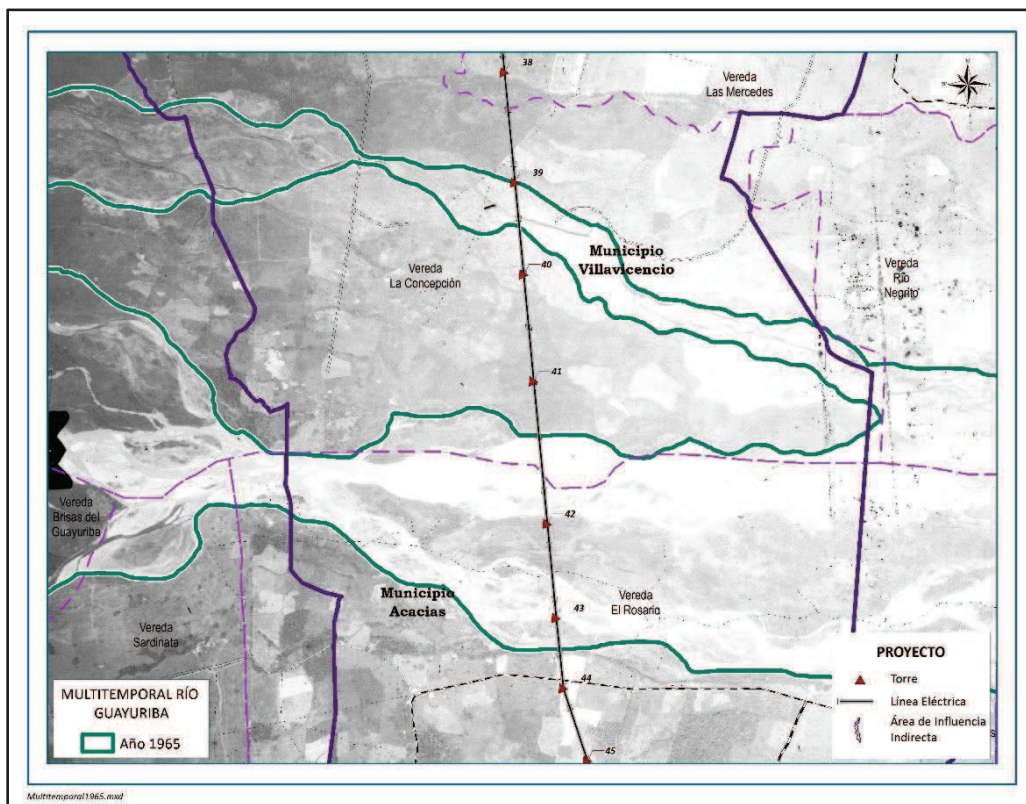 38
Vereda
Las Mercedes
39
Municipio
Villavicencio
40
Vereda
La Concepción
Vereda
Río
Negrito
41
Vereda
Brisas del
Guayuriba
42
Municipio
Acacias
43
Vereda
El Rosario
Vereda
Sardinata
44
45
MULTITEMPORAL RÍO
GUAYURIBA
Año 1965
PROYECTO
Torre
Línea Eléctrica
Área de Influencia
Indirecta
Multitemporal1965.mxd